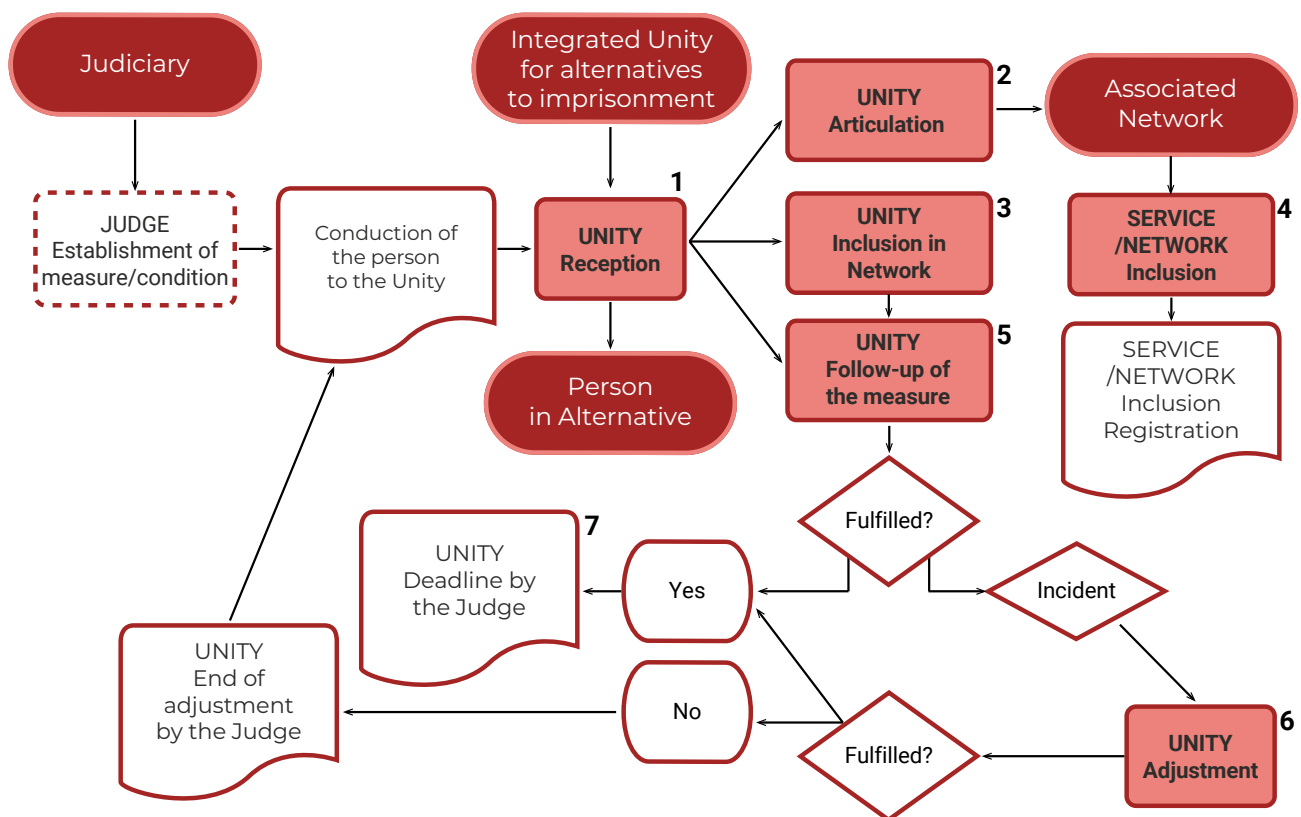 Judiciary
Integrated Unity
for alternatives
to imprisonment
2
UNITY
Articulation
Associated
Network
JUDGE
Establishment of
measure/condition
Conduction of
the person
to the Unity
1
UNITY
Reception
3
UNITY
Inclusion in
Network
4
SERVICE
/NETWORK
Inclusion
Person
in Alternative
5
UNITY
Follow-up of
the measure
SERVICE
/NETWORK
Inclusion
Registration
Fulfilled?
7
UNITY
Deadline by
the Judge
Yes
Incident
UNITY
End of
adjustment
by the Judge
No
Fulfilled?
6
UNITY
Adjustment